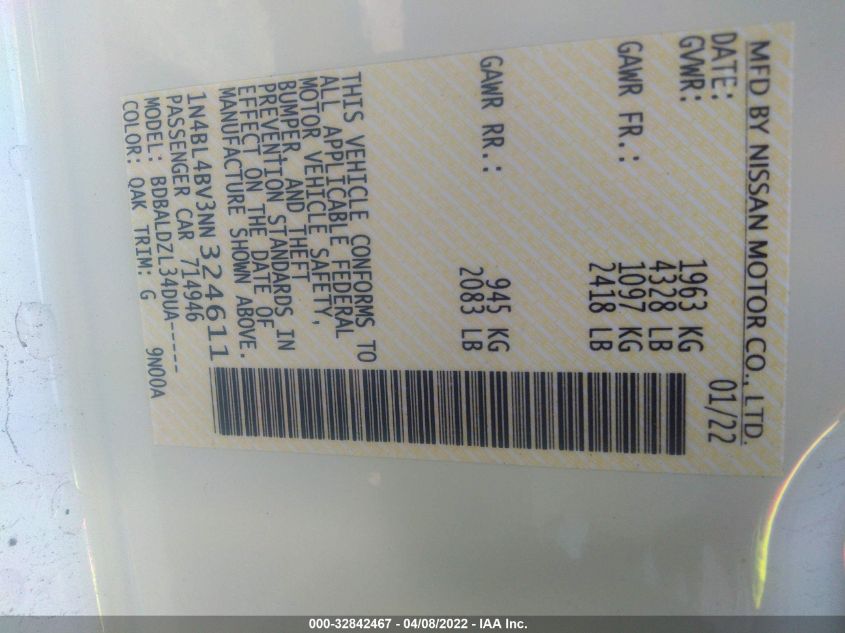 MFD BY NISSAN MOTOR CO., LTD.
DATE: 01/22
GVWR: 1963 KG
4328 LB
GAWR FR.: 1097 KG
2418 LB
GAWR RR.: 945 KG
2083 LB
THIS VEHICLE CONFORMS TO
ALL APPLICABLE FEDERAL
MOTOR VEHICLE SAFETY,
BUMPER, AND THEFT
PREVENTION STANDARDS IN
EFFECT ON THE DATE OF
MANUFACTURE SHOWN ABOVE.
1N4BL4BV3NN324611
PASSENGER CAR 714946
MODEL: BDBALDZL34DUA-----
COLOR: QAK TRIM: G 9N00A
000-32842467 - 04/08/2022 - IAA Inc.